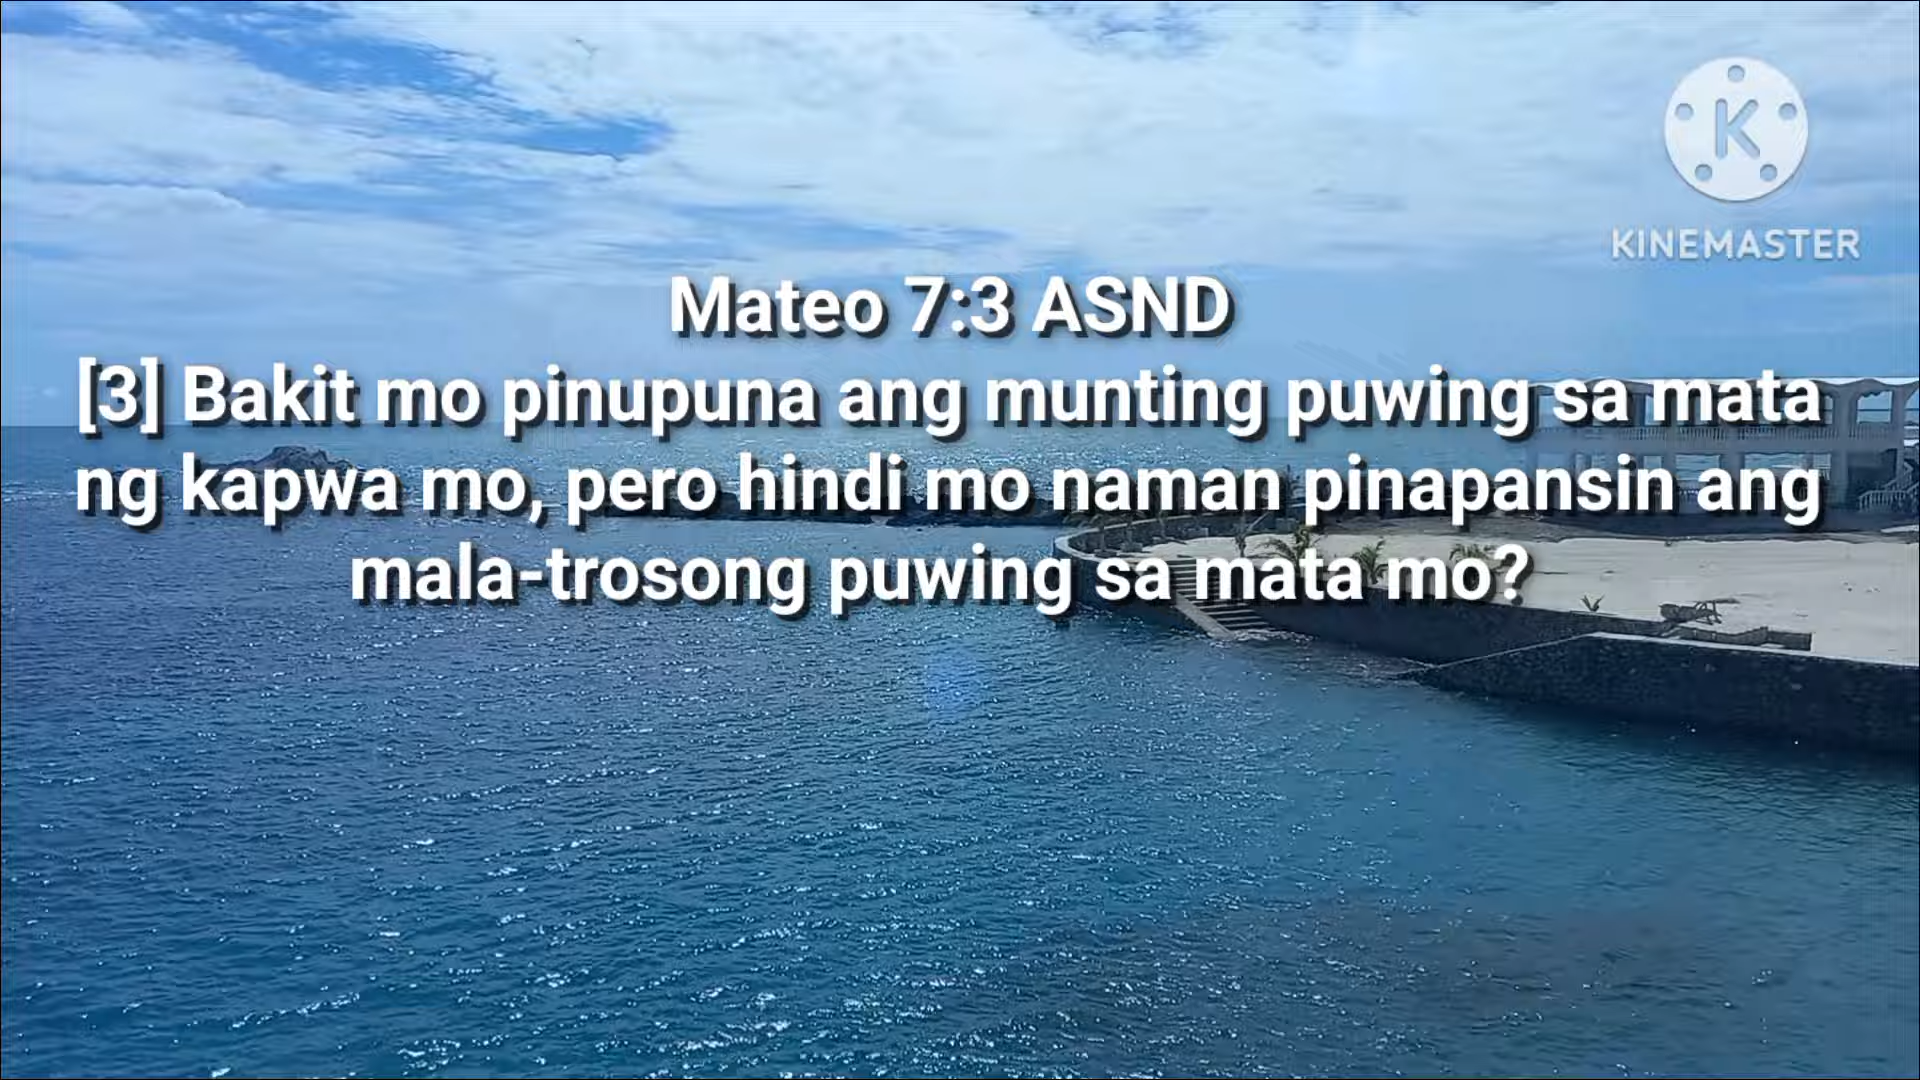 K
KINEMASTER
Mateo 7:3 ASND
[3] Bakit mo pinupuna ang munting puwing sa mata
ng kapwa mo, pero hindi mo naman pinapansin ang
mala-trosong puwing sa mata mo?